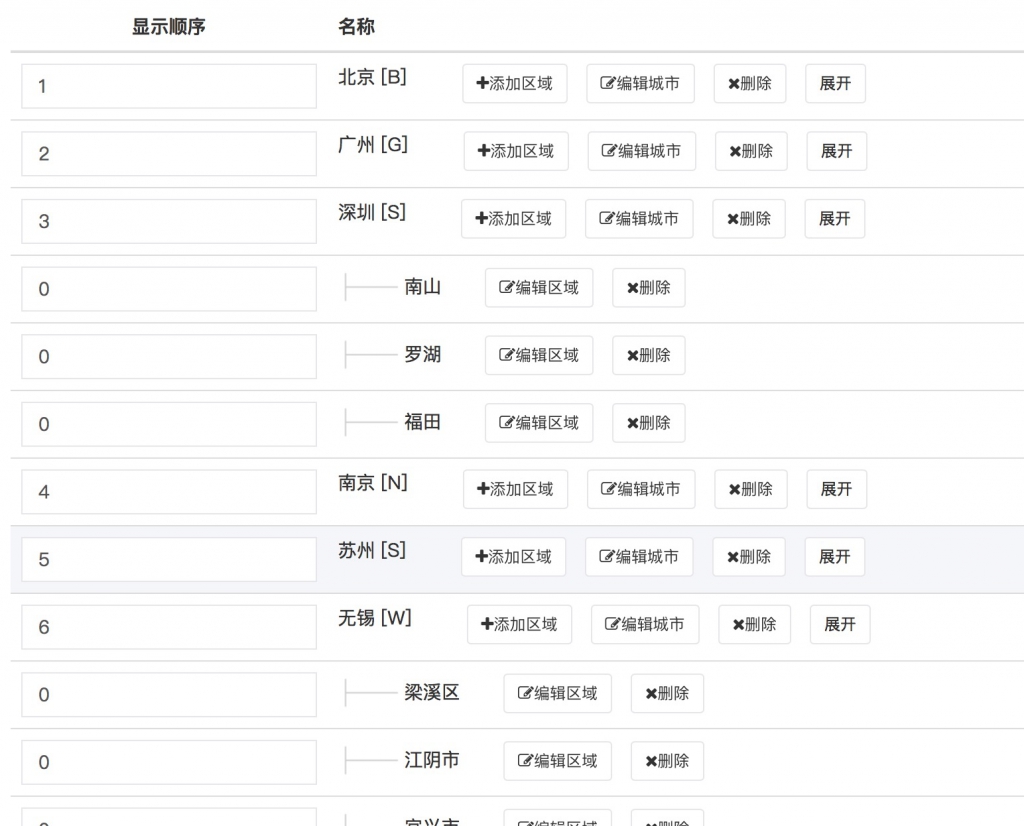 显示顺序 名称
1 北京 [B] 添加区域 编辑城市 删除 展开
2 广州 [G] 添加区域 编辑城市 删除 展开
3 深圳 [S] 添加区域 编辑城市 删除 展开
0 南山 编辑区域 删除
0 罗湖 编辑区域 删除
0 福田 编辑区域 删除
4 南京 [N] 添加区域 编辑城市 删除 展开
5 苏州 [S] 添加区域 编辑城市 删除 展开
6 无锡 [W] 添加区域 编辑城市 删除 展开
0 梁溪区 编辑区域 删除
0 江阴市 编辑区域 删除
宜兴市 编辑区域 删除